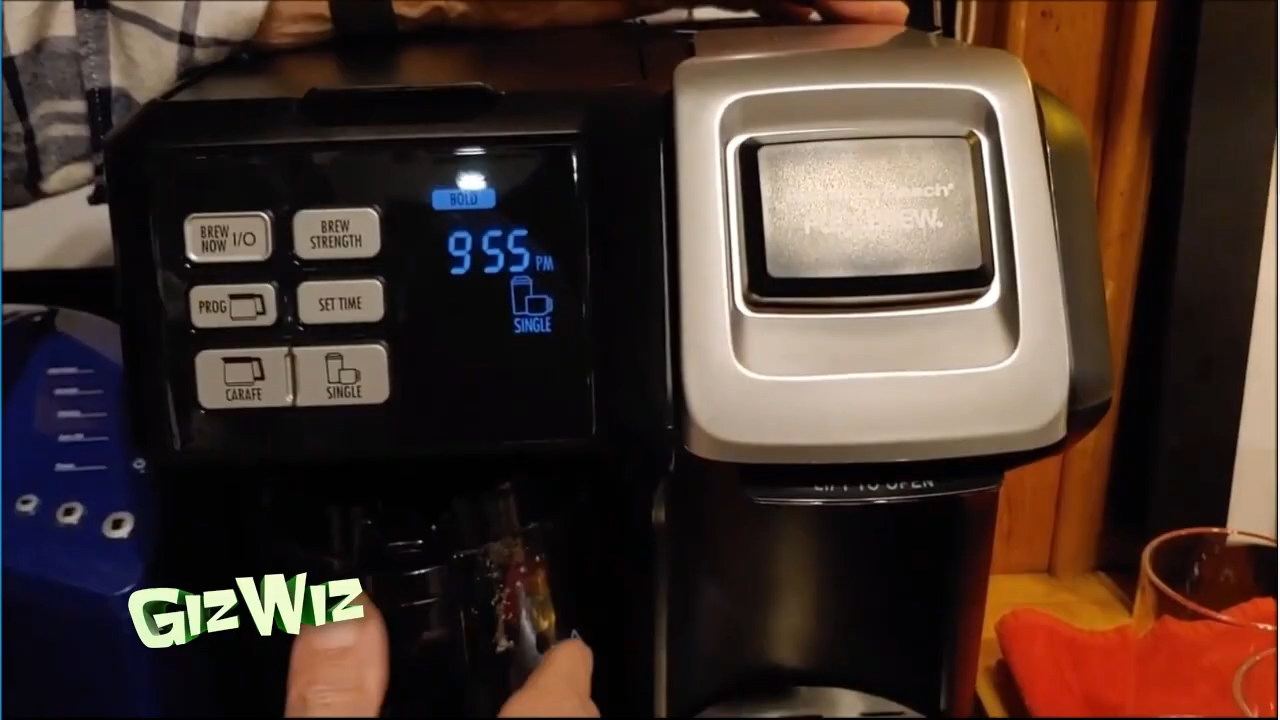 BOLD
BREW
NOW I/O
BREW
STRENGTH
9 55 PM
PROG
SET TIME
SINGLE
CARAFE
SINGLE
LIFT TO OPEN
GIZWIZ